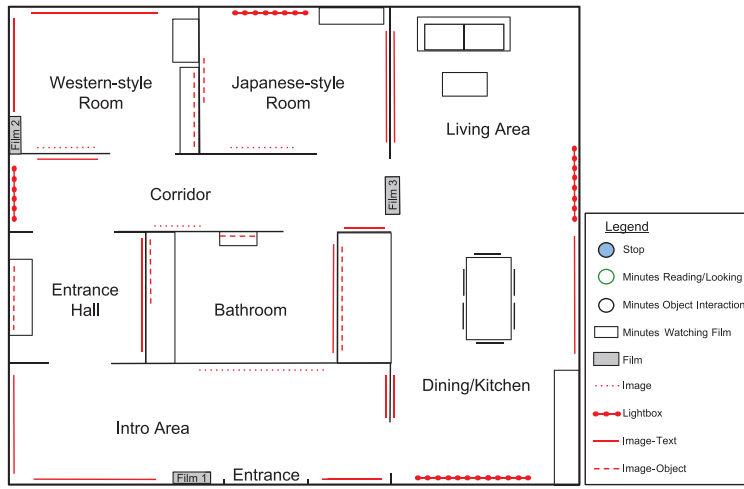 Western-style
Room
Japanese-style
Room
Living Area
Film 2
Corridor
Film 3
Entrance
Hall
Bathroom
Dining/Kitchen
Intro Area
Film 1
Entrance
Legend
Stop
Minutes Reading/Looking
Minutes Object Interaction
Minutes Watching Film
Film
Image
Lightbox
Image-Text
Image-Object